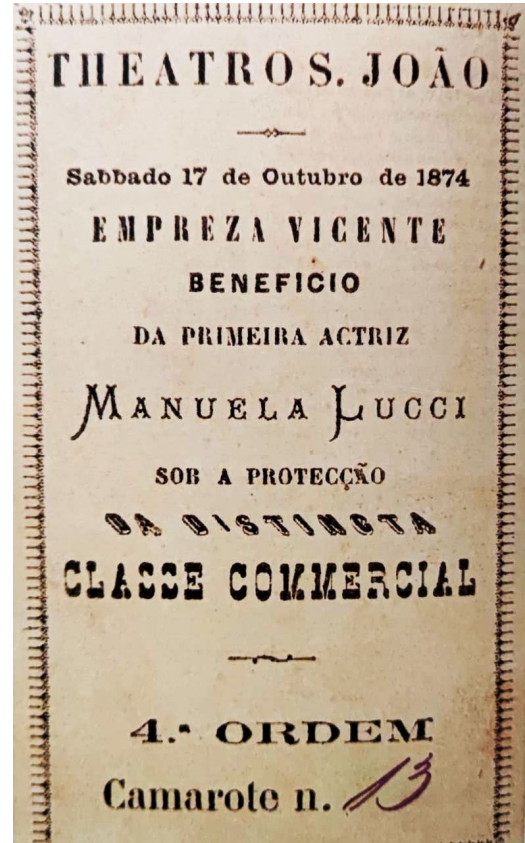 THEATRO S. JOÃO
Sabbado 17 de Outubro de 1874
EMPREZA VICENTE
BENEFICIO
DA PRIMEIRA ACTRIZ
MANUELA LUCCI
SOB A PROTECÇÃO
DA DISTINCTA
CLASSE COMMERCIAL
4.ª ORDEM
Camarote n. 13